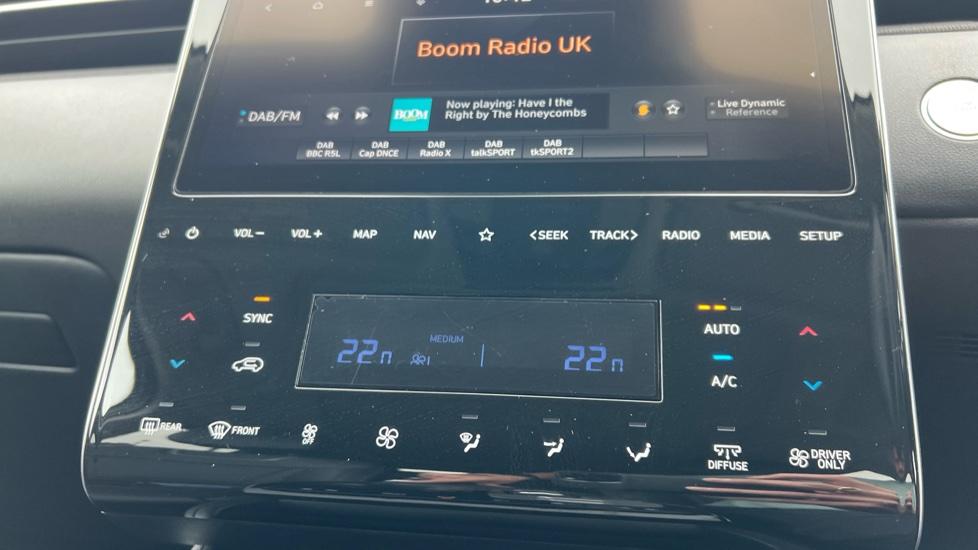 Boom Radio UK
DAB/FM
BOOM
Now playing: Have I the
Right by The Honeycombs
Live Dynamic
Reference
DAB
BBC R5L
DAB
Cap DNCE
DAB
Radio X
DAB
talkSPORT
DAB
tkSPORT2
VOL− VOL+ MAP NAV <SEEK TRACK> RADIO MEDIA SETUP
SYNC
MEDIUM
22
22
AUTO
A/C
REAR
FRONT
OFF
DIFFUSE
DRIVER
ONLY